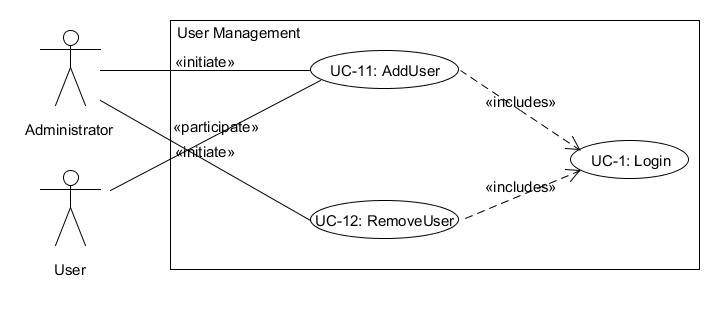 User Management
«initiate»
UC-11: AddUser
«includes»
Administrator
«participate»
«initiate»
UC-1: Login
«includes»
UC-12: RemoveUser
User